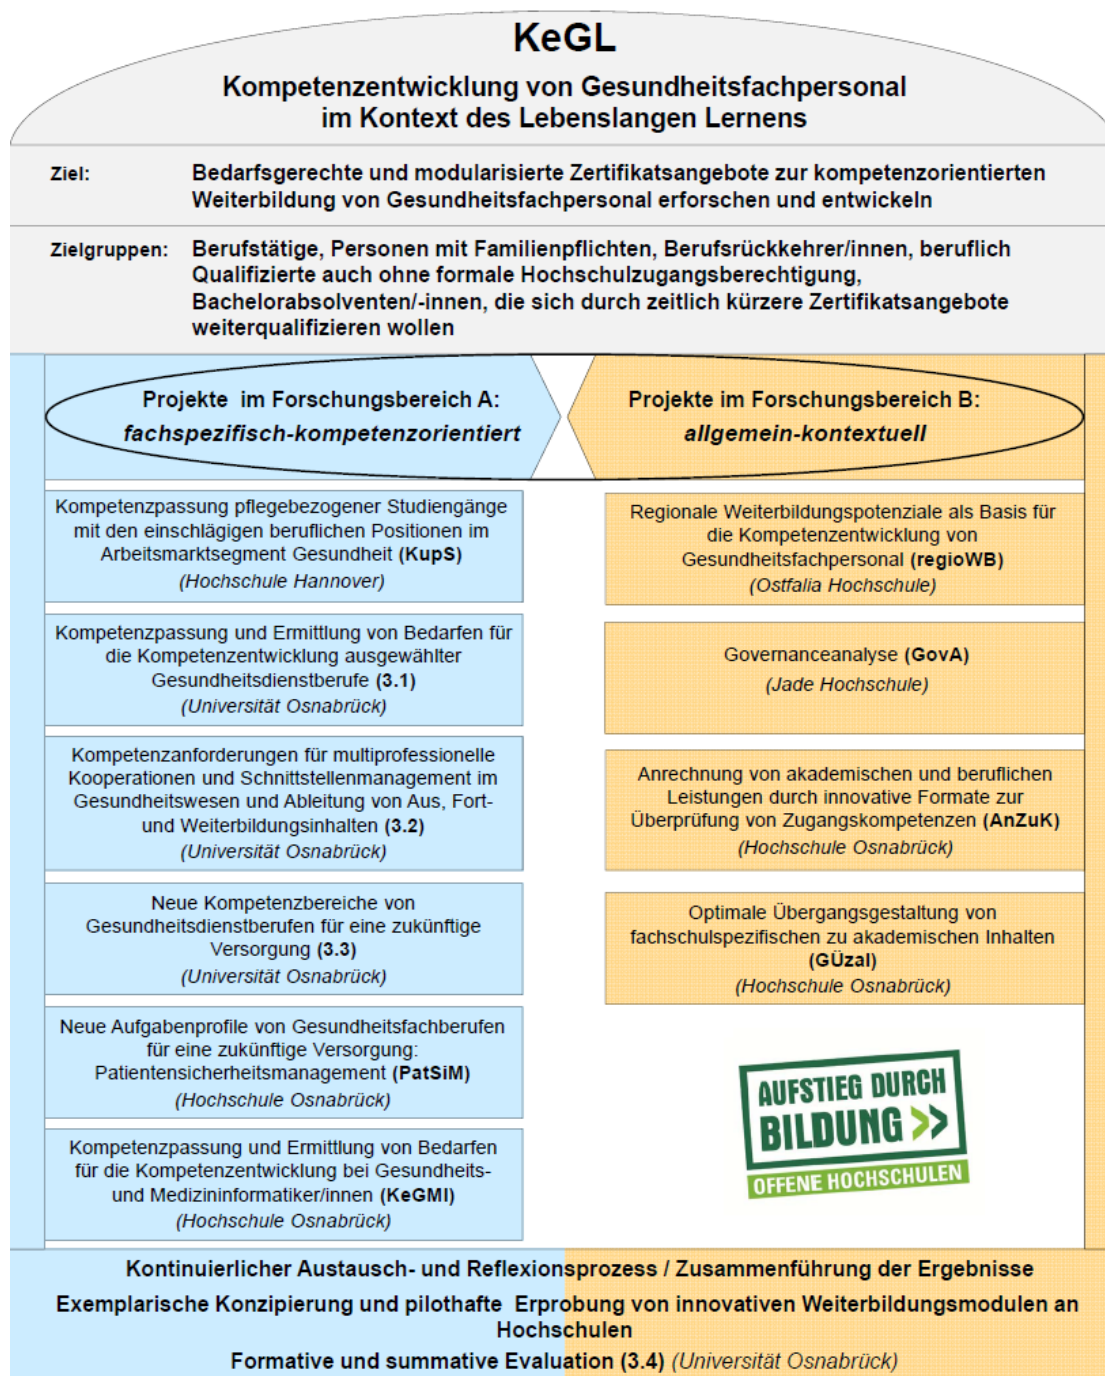 KeGL
Kompetenzentwicklung von Gesundheitsfachpersonal
im Kontext des Lebenslangen Lernens
Ziel: Bedarfsgerechte und modularisierte Zertifikatsangebote zur kompetenzorientierten
Weiterbildung von Gesundheitsfachpersonal erforschen und entwickeln
Zielgruppen: Berufstätige, Personen mit Familienpflichten, Berufsrückkehrer/innen, beruflich
Qualifizierte auch ohne formale Hochschulzugangsberechtigung,
Bachelorabsolventen/-innen, die sich durch zeitlich kürzere Zertifikatsangebote
weiterqualifizieren wollen
Projekte im Forschungsbereich A:
fachspezifisch-kompetenzorientiert
Kompetenzpassung pflegebezogener Studiengänge
mit den einschlägigen beruflichen Positionen im
Arbeitsmarktsegment Gesundheit (KupS)
(Hochschule Hannover)
Kompetenzpassung und Ermittlung von Bedarfen für
die Kompetenzentwicklung ausgewählter
Gesundheitsdienstberufe (3.1)
(Universität Osnabrück)
Kompetenzanforderungen für multiprofessionelle
Kooperationen und Schnittstellenmanagement im
Gesundheitswesen und Ableitung von Aus, Fort-
und Weiterbildungsinhalten (3.2)
(Universität Osnabrück)
Neue Kompetenzbereiche von
Gesundheitsdienstberufen für eine zukünftige
Versorgung (3.3)
(Universität Osnabrück)
Neue Aufgabenprofile von Gesundheitsfachberufen
für eine zukünftige Versorgung:
Patientensicherheitsmanagement (PatSiM)
(Hochschule Osnabrück)
Kompetenzpassung und Ermittlung von Bedarfen
für die Kompetenzentwicklung bei Gesundheits-
und Medizininformatiker/innen (KeGMI)
(Hochschule Osnabrück)
Projekte im Forschungsbereich B:
allgemein-kontextuell
Regionale Weiterbildungspotenziale als Basis für
die Kompetenzentwicklung von
Gesundheitsfachpersonal (regioWB)
(Ostfalia Hochschule)
Governanceanalyse (GovA)
(Jade Hochschule)
Anrechnung von akademischen und beruflichen
Leistungen durch innovative Formate zur
Überprüfung von Zugangskompetenzen (AnZuK)
(Hochschule Osnabrück)
Optimale Übergangsgestaltung von
fachschulspezifischen zu akademischen Inhalten
(GÜzaI)
(Hochschule Osnabrück)
AUFSTIEG DURCH
BILDUNG >>
OFFENE HOCHSCHULEN
Kontinuierlicher Austausch- und Reflexionsprozess / Zusammenführung der Ergebnisse
Exemplarische Konzipierung und pilothafte Erprobung von innovativen Weiterbildungsmodulen an
Hochschulen
Formative und summative Evaluation (3.4) (Universität Osnabrück)